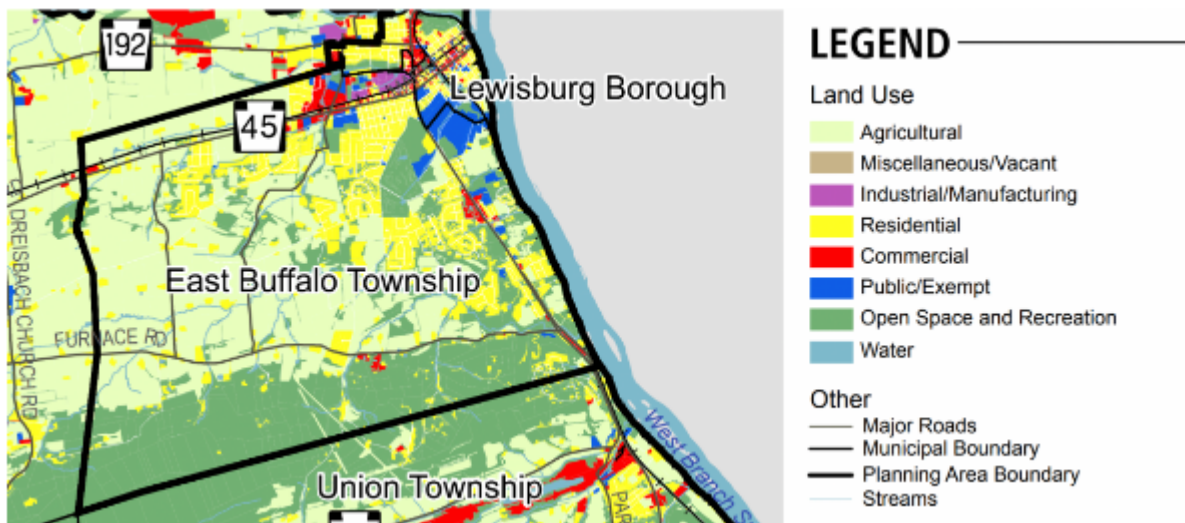 192
Lewisburg Borough
45
DREISBACH CHURCH RD
East Buffalo Township
FURNACE RD
West Branch S
Union Township
PAR
LEGEND
Land Use
Agricultural
Miscellaneous/Vacant
Industrial/Manufacturing
Residential
Commercial
Public/Exempt
Open Space and Recreation
Water
Other
Major Roads
Municipal Boundary
Planning Area Boundary
Streams